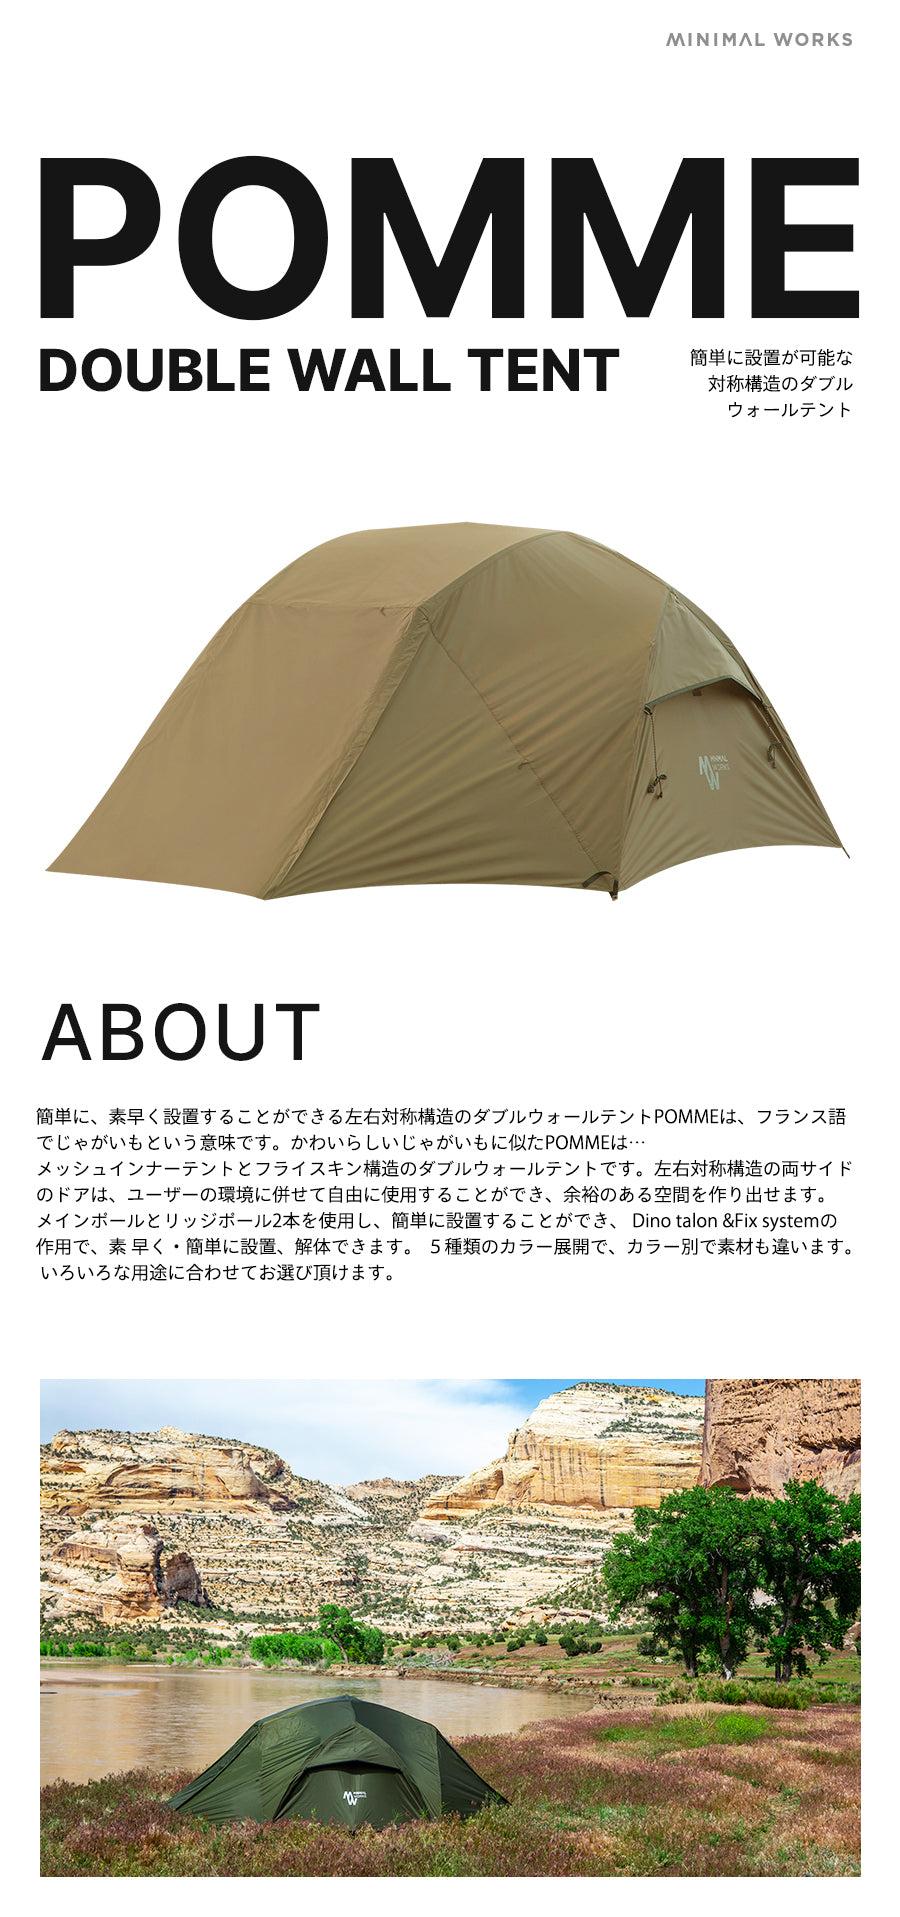 MINIMAL WORKS
POMME
DOUBLE WALL TENT
簡単に設置が可能な
対称構造のダブル
ウォールテント
MINIMAL
WORKS
ABOUT
簡単に、素早く設置することができる左右対称構造のダブルウォールテントPOMMEは、フランス語
でじゃがいもという意味です。かわいらしいじゃがいもに似たPOMMEは…
メッシュインナーテントとフライスキン構造のダブルウォールテントです。左右対称構造の両サイド
のドアは、ユーザーの環境に併せて自由に使用することができ、余裕のある空間を作り出せます。
メインポールとリッジポール2本を使用し、簡単に設置することができ、 Dino talon &Fix systemの
作用で、素 早く・簡単に設置、解体できます。 ５種類のカラー展開で、カラー別で素材も違います。
いろいろな用途に合わせてお選び頂けます。